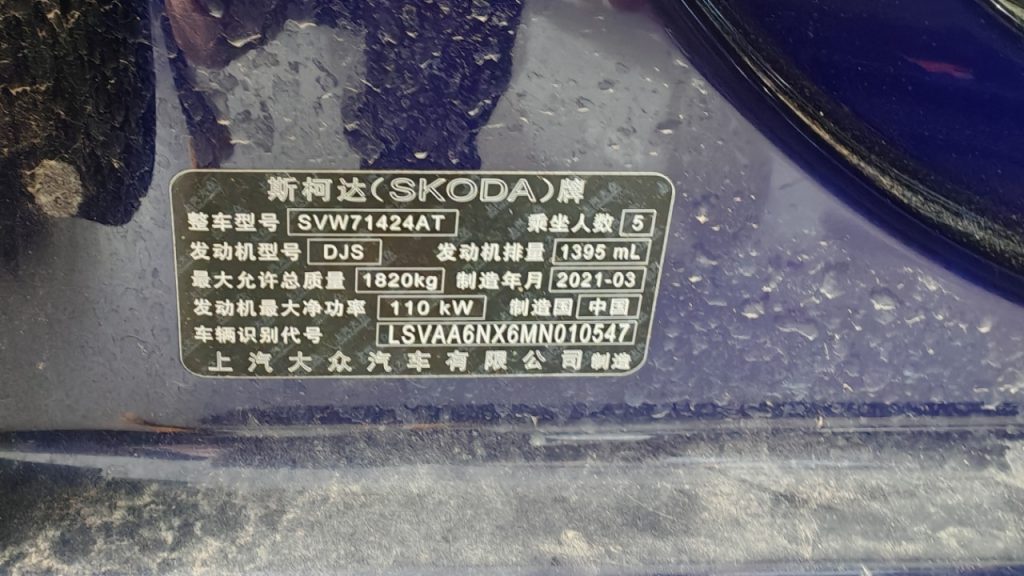 斯柯达(SKODA)牌
整车型号 SVW71424AT 乘坐人数 5
发动机型号 DJS 发动机排量 1395 mL
最大允许总质量 1820kg 制造年月 2021-03
发动机最大净功率 110 kW 制造国 中国
车辆识别代号 LSVAA6NX6MN010547
上汽大众汽车有限公司制造